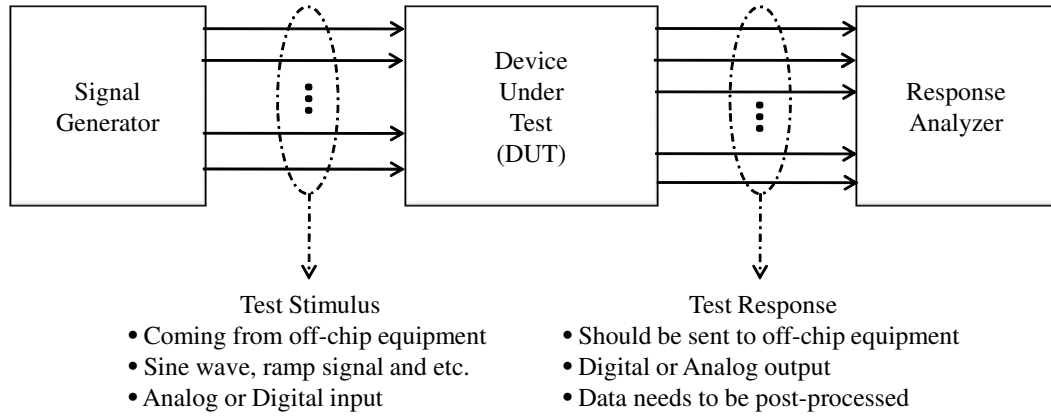 Signal
Generator
Device
Under
Test
(DUT)
Response
Analyzer
Test Stimulus
• Coming from off-chip equipment
• Sine wave, ramp signal and etc.
• Analog or Digital input
Test Response
• Should be sent to off-chip equipment
• Digital or Analog output
• Data needs to be post-processed